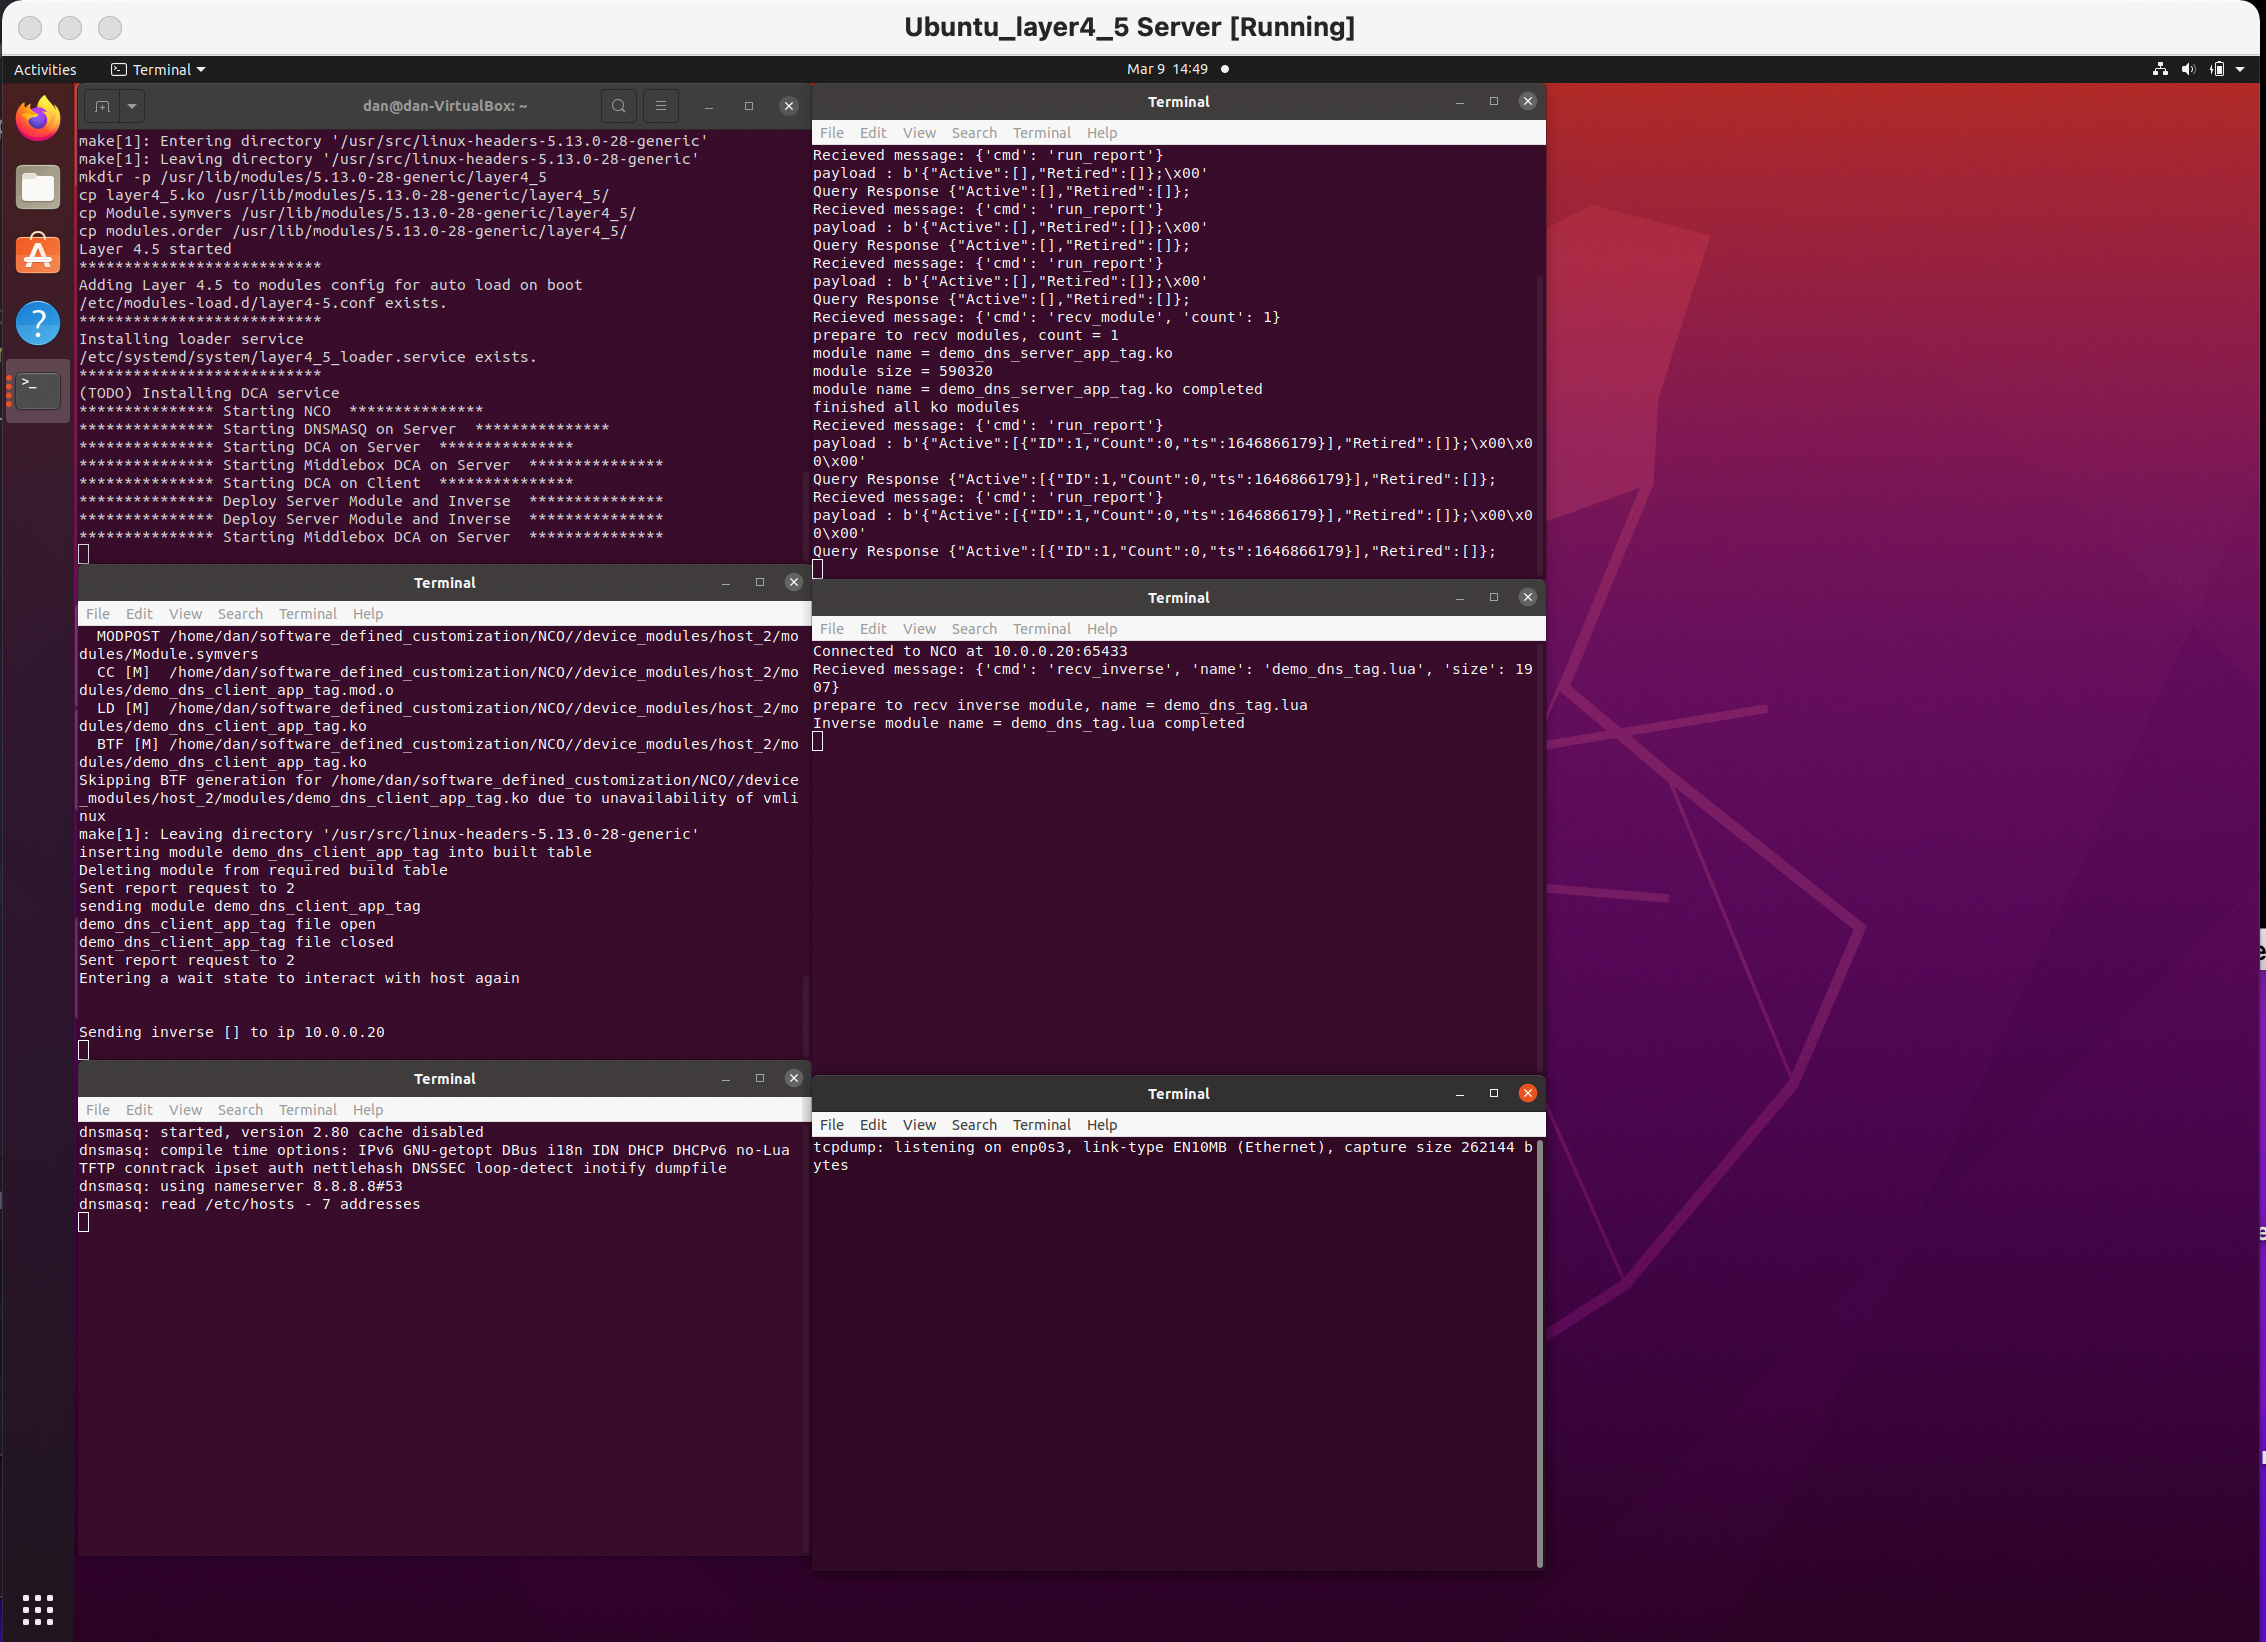 Ubuntu_layer4_5 Server [Running]
Activities
Terminal
Mar 9 14:49
dan@dan-VirtualBox: ~
make[1]: Entering directory '/usr/src/linux-headers-5.13.0-28-generic'
make[1]: Leaving directory '/usr/src/linux-headers-5.13.0-28-generic'
mkdir -p /usr/lib/modules/5.13.0-28-generic/layer4_5
cp layer4_5.ko /usr/lib/modules/5.13.0-28-generic/layer4_5/
cp Module.symvers /usr/lib/modules/5.13.0-28-generic/layer4_5/
cp modules.order /usr/lib/modules/5.13.0-28-generic/layer4_5/
Layer 4.5 started
***************************
Adding Layer 4.5 to modules config for auto load on boot
/etc/modules-load.d/layer4-5.conf exists.
***************************
Installing loader service
/etc/systemd/system/layer4_5_loader.service exists.
***************************
(TODO) Installing DCA service
*************** Starting NCO  ***************
*************** Starting DNSMASQ on Server  ***************
*************** Starting DCA on Server  ***************
*************** Starting Middlebox DCA on Server  ***************
*************** Starting DCA on Client  ***************
*************** Deploy Server Module and Inverse  ***************
*************** Deploy Server Module and Inverse  ***************
*************** Starting Middlebox DCA on Server  ***************
Terminal
File Edit View Search Terminal Help
Recieved message: {'cmd': 'run_report'}
payload : b'{"Active":[],"Retired":[]};\x00'
Query Response {"Active":[],"Retired":[]};
Recieved message: {'cmd': 'run_report'}
payload : b'{"Active":[],"Retired":[]};\x00'
Query Response {"Active":[],"Retired":[]};
Recieved message: {'cmd': 'run_report'}
payload : b'{"Active":[],"Retired":[]};\x00'
Query Response {"Active":[],"Retired":[]};
Recieved message: {'cmd': 'recv_module', 'count': 1}
prepare to recv modules, count = 1
module name = demo_dns_server_app_tag.ko
module size = 590320
module name = demo_dns_server_app_tag.ko completed
finished all ko modules
Recieved message: {'cmd': 'run_report'}
payload : b'{"Active":[{"ID":1,"Count":0,"ts":1646866179}],"Retired":[]};\x00\x0
0\x00'
Query Response {"Active":[{"ID":1,"Count":0,"ts":1646866179}],"Retired":[]};
Recieved message: {'cmd': 'run_report'}
payload : b'{"Active":[{"ID":1,"Count":0,"ts":1646866179}],"Retired":[]};\x00\x0
0\x00'
Query Response {"Active":[{"ID":1,"Count":0,"ts":1646866179}],"Retired":[]};
Terminal
File Edit View Search Terminal Help
  MODPOST /home/dan/software_defined_customization/NCO//device_modules/host_2/mo
dules/Module.symvers
  CC [M]  /home/dan/software_defined_customization/NCO//device_modules/host_2/mo
dules/demo_dns_client_app_tag.mod.o
  LD [M]  /home/dan/software_defined_customization/NCO//device_modules/host_2/mo
dules/demo_dns_client_app_tag.ko
  BTF [M] /home/dan/software_defined_customization/NCO//device_modules/host_2/mo
dules/demo_dns_client_app_tag.ko
Skipping BTF generation for /home/dan/software_defined_customization/NCO//device
_modules/host_2/modules/demo_dns_client_app_tag.ko due to unavailability of vmli
nux
make[1]: Leaving directory '/usr/src/linux-headers-5.13.0-28-generic'
inserting module demo_dns_client_app_tag into built table
Deleting module from required build table
Sent report request to 2
sending module demo_dns_client_app_tag
demo_dns_client_app_tag file open
demo_dns_client_app_tag file closed
Sent report request to 2
Entering a wait state to interact with host again
Sending inverse [] to ip 10.0.0.20
Terminal
File Edit View Search Terminal Help
Connected to NCO at 10.0.0.20:65433
Recieved message: {'cmd': 'recv_inverse', 'name': 'demo_dns_tag.lua', 'size': 19
07}
prepare to recv inverse module, name = demo_dns_tag.lua
Inverse module name = demo_dns_tag.lua completed
Terminal
File Edit View Search Terminal Help
dnsmasq: started, version 2.80 cache disabled
dnsmasq: compile time options: IPv6 GNU-getopt DBus i18n IDN DHCP DHCPv6 no-Lua
TFTP conntrack ipset auth nettlehash DNSSEC loop-detect inotify dumpfile
dnsmasq: using nameserver 8.8.8.8#53
dnsmasq: read /etc/hosts - 7 addresses
Terminal
File Edit View Search Terminal Help
tcpdump: listening on enp0s3, link-type EN10MB (Ethernet), capture size 262144 b
ytes